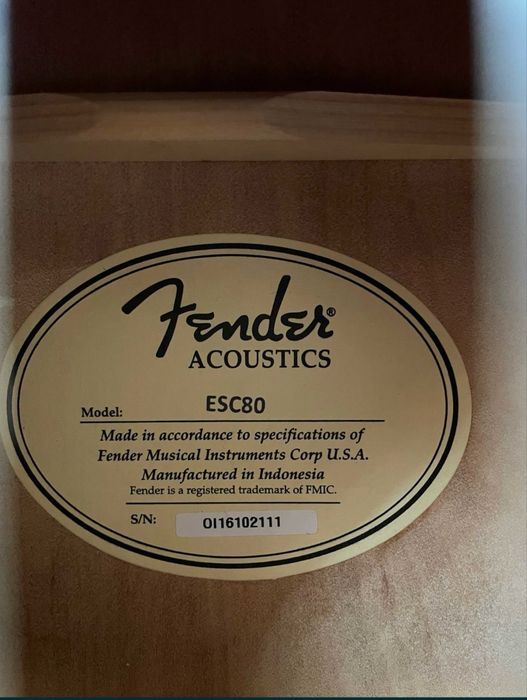 Fender®
ACOUSTICS
Model: ESC80
Made in accordance to specifications of
Fender Musical Instruments Corp U.S.A.
Manufactured in Indonesia
Fender is a registered trademark of FMIC.
S/N: OI16102111